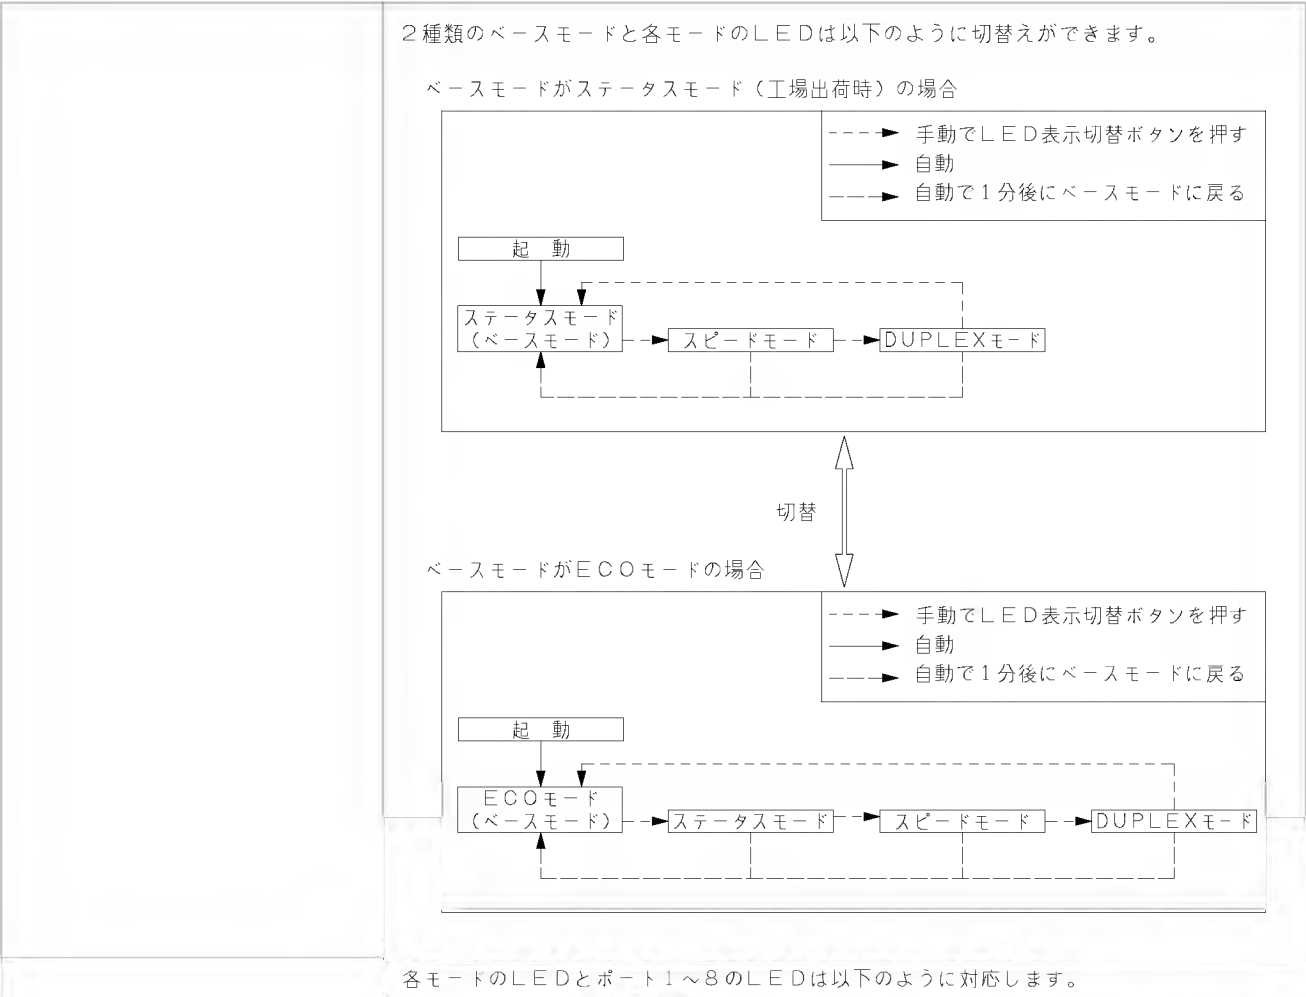 ２種類のベースモードと各モードのＬＥＤは以下のように切替えができます。
ベースモードがステータスモード（工場出荷時）の場合
手動でＬＥＤ表示切替ボタンを押す
自動
自動で１分後にベースモードに戻る
起　動
ステータスモード
（ベースモード）
スピードモード
ＤＵＰＬＥＸモード
切替
ベースモードがＥＣＯモードの場合
手動でＬＥＤ表示切替ボタンを押す
自動
自動で１分後にベースモードに戻る
起　動
ＥＣＯモード
（ベースモード）
ステータスモード
スピードモード
ＤＵＰＬＥＸモード
各モードのＬＥＤとポート１～８のＬＥＤは以下のように対応します。